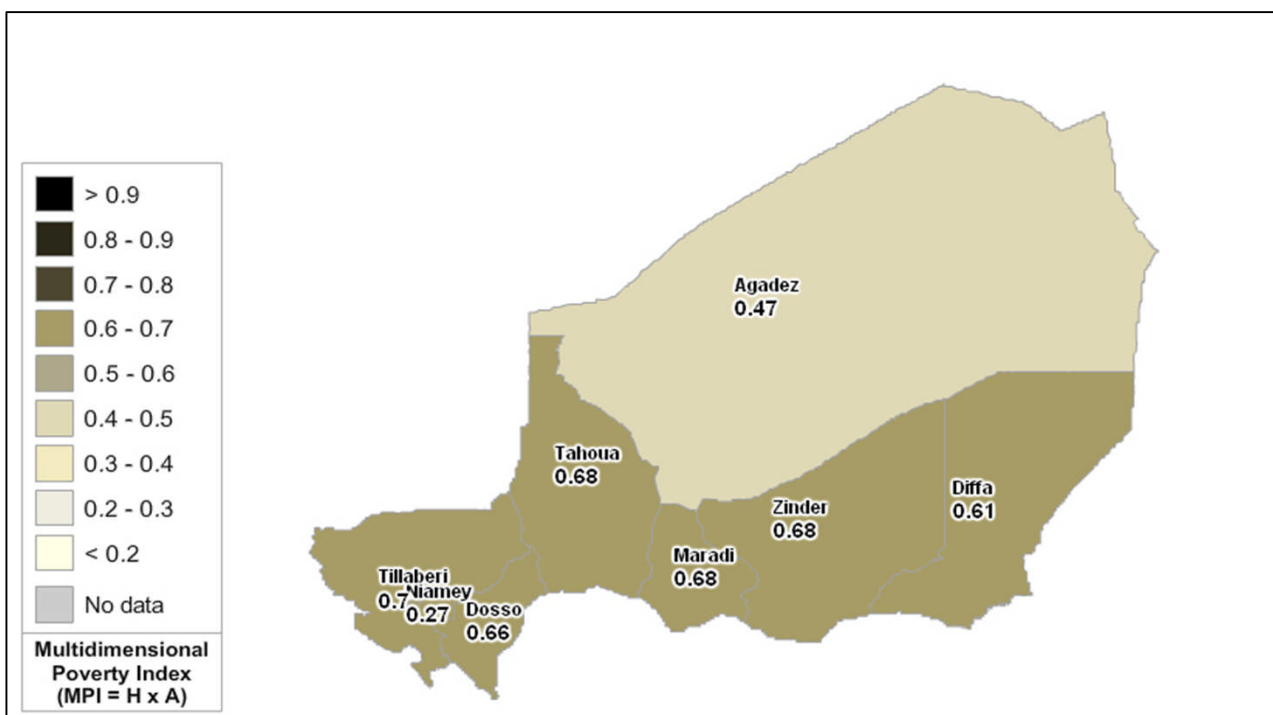 > 0.9
0.8 - 0.9
0.7 - 0.8
0.6 - 0.7
0.5 - 0.6
0.4 - 0.5
0.3 - 0.4
0.2 - 0.3
< 0.2
No data
Multidimensional
Poverty Index
(MPI = H x A)
Agadez
0.47
Tahoua
0.68
Diffa
0.61
Zinder
0.68
Maradi
0.68
Tillaberi
0.7
Niamey
0.27
Dosso
0.66